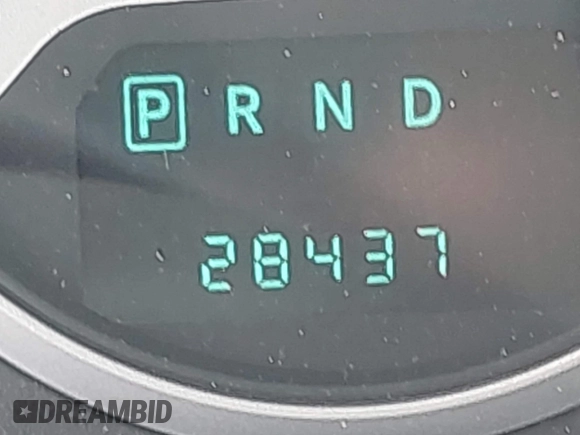 P R N D
28437
DREAMBID